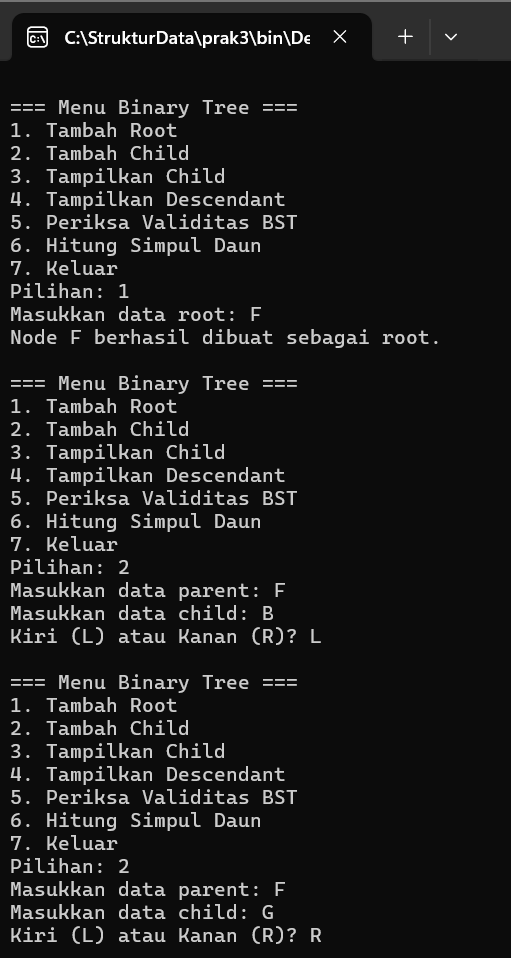 C:\StrukturData\prak3\bin\De
=== Menu Binary Tree ===
1. Tambah Root
2. Tambah Child
3. Tampilkan Child
4. Tampilkan Descendant
5. Periksa Validitas BST
6. Hitung Simpul Daun
7. Keluar
Pilihan: 1
Masukkan data root: F
Node F berhasil dibuat sebagai root.
=== Menu Binary Tree ===
1. Tambah Root
2. Tambah Child
3. Tampilkan Child
4. Tampilkan Descendant
5. Periksa Validitas BST
6. Hitung Simpul Daun
7. Keluar
Pilihan: 2
Masukkan data parent: F
Masukkan data child: B
Kiri (L) atau Kanan (R)? L
=== Menu Binary Tree ===
1. Tambah Root
2. Tambah Child
3. Tampilkan Child
4. Tampilkan Descendant
5. Periksa Validitas BST
6. Hitung Simpul Daun
7. Keluar
Pilihan: 2
Masukkan data parent: F
Masukkan data child: G
Kiri (L) atau Kanan (R)? R